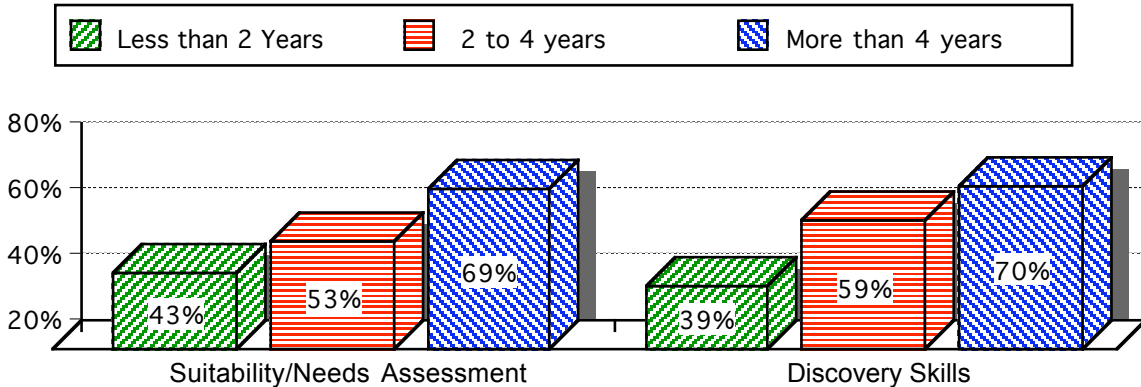 Less than 2 Years 2 to 4 years More than 4 years
80%
60%
40%
20%
43% 53% 69% 39% 59% 70%
Suitability/Needs Assessment Discovery Skills